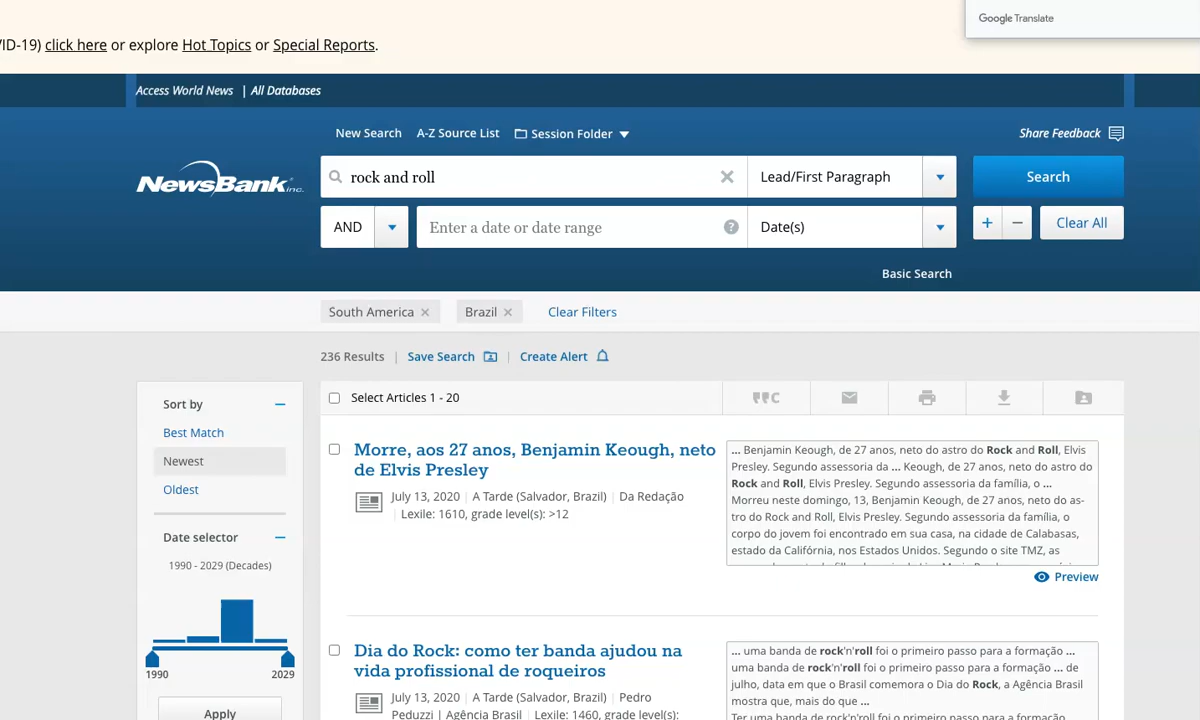 Google Translate
/ID-19) click here or explore Hot Topics or Special Reports.
Access World News | All Databases
New Search A-Z Source List Session Folder
Share Feedback
NewsBank inc.
rock and roll
Lead/First Paragraph
Search
AND
Enter a date or date range
?
Date(s)
+ −
Clear All
Basic Search
South America ×
Brazil ×
Clear Filters
236 Results | Save Search | Create Alert
Sort by
Best Match
Newest
Oldest
Date selector
1990 - 2029 (Decades)
1990
2029
Apply
Select Articles 1 - 20
Morre, aos 27 anos, Benjamin Keough, neto
de Elvis Presley
July 13, 2020 | A Tarde (Salvador, Brazil) | Da Redação
| Lexile: 1610, grade level(s): >12
... Benjamin Keough, de 27 anos, neto do astro do Rock and Roll, Elvis
Presley. Segundo assessoria da ... Keough, de 27 anos, neto do astro do
Rock and Roll, Elvis Presley. Segundo assessoria da família, o ...
Morreu neste domingo, 13, Benjamin Keough, de 27 anos, neto do as-
tro do Rock and Roll, Elvis Presley. Segundo assessoria da família, o
corpo do jovem foi encontrado em sua casa, na cidade de Calabasas,
estado da Califórnia, nos Estados Unidos. Segundo o site TMZ, as
Preview
Dia do Rock: como ter banda ajudou na
vida profissional de roqueiros
July 13, 2020 | A Tarde (Salvador, Brazil) | Pedro
Peduzzi | Agência Brasil | Lexile: 1460, grade level(s):
... uma banda de rock'n'roll foi o primeiro passo para a formação ...
uma banda de rock'n'roll foi o primeiro passo para a formação ... de
julho, data em que o Brasil comemora o Dia do Rock, a Agência Brasil
mostra que, mais do que ...
Ter uma banda de rock'n'roll foi o primeiro passo para a formação